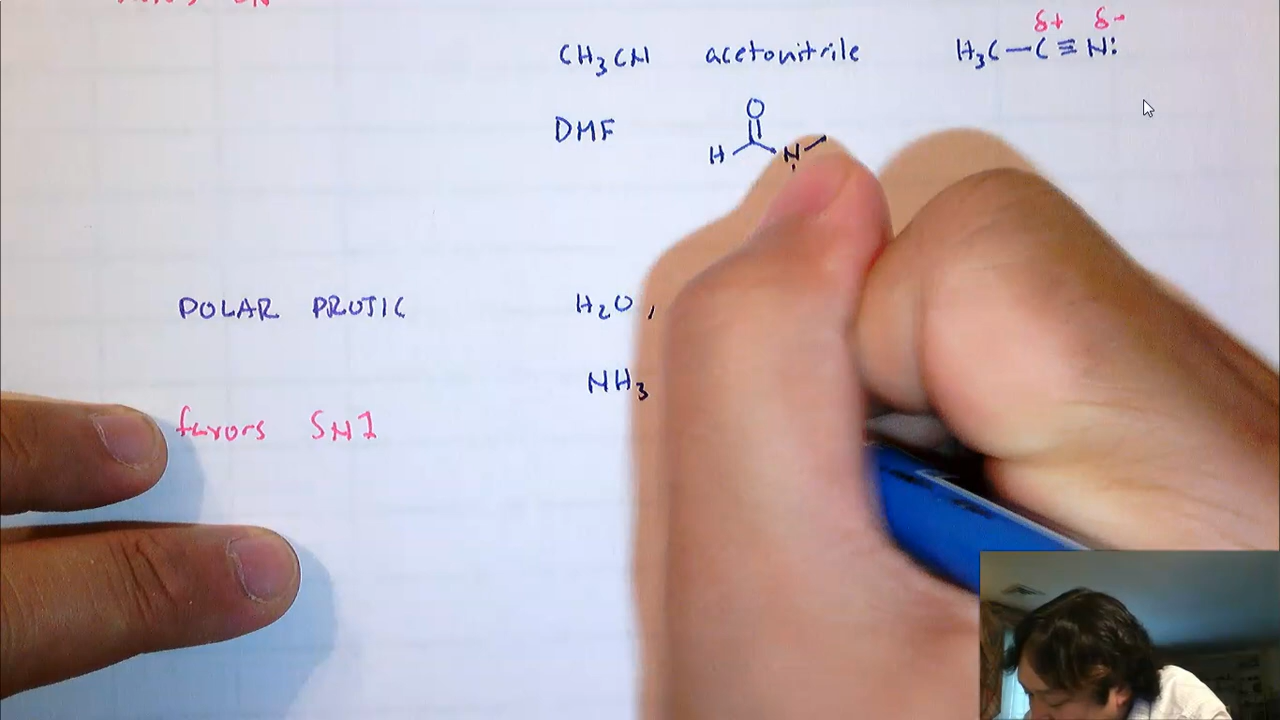 δ+ δ-
CH3CN acetonitrile H3C-C≡N:
DMF
O
H N
POLAR PROTIC H2O,
NH3
favors SN1